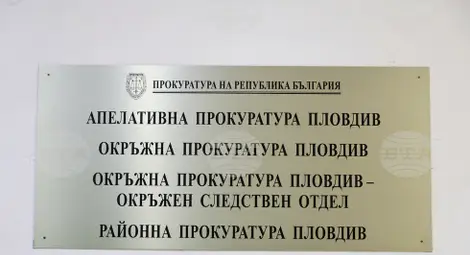 ПРОКУРАТУРА НА РЕПУБЛИКА БЪЛГАРИЯ
АПЕЛАТИВНА ПРОКУРАТУРА ПЛОВДИВ
ОКРЪЖНА ПРОКУРАТУРА ПЛОВДИВ
ОКРЪЖНА ПРОКУРАТУРА ПЛОВДИВ –
ОКРЪЖЕН СЛЕДСТВЕН ОТДЕЛ
РАЙОННА ПРОКУРАТУРА ПЛОВДИВ